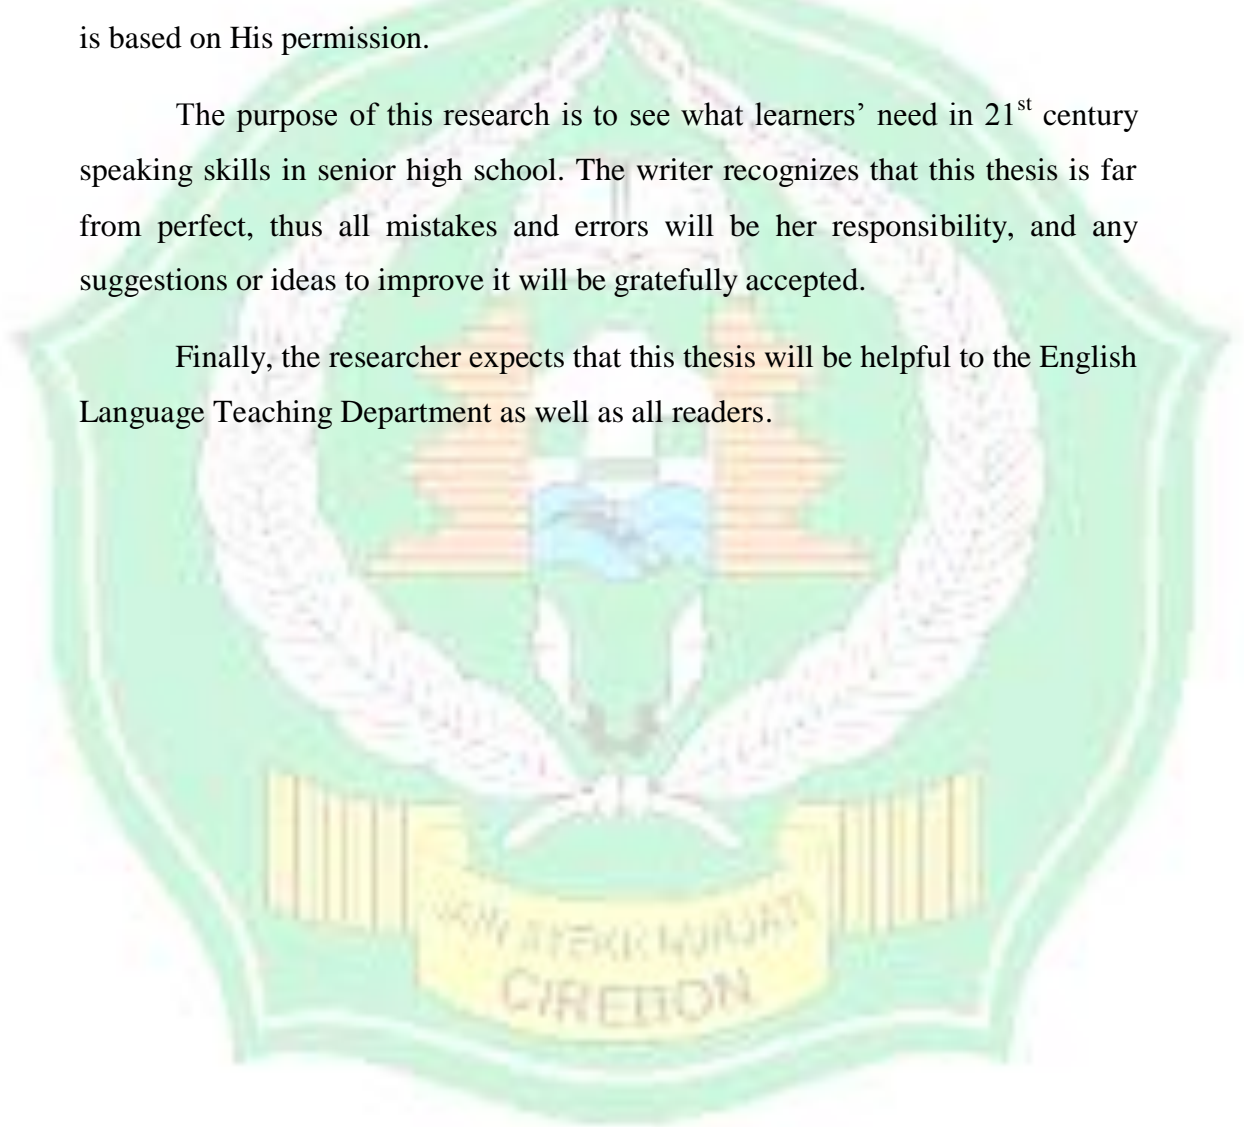 is based on His permission.
The purpose of this research is to see what learners’ need in 21st century
speaking skills in senior high school. The writer recognizes that this thesis is far
from perfect, thus all mistakes and errors will be her responsibility, and any
suggestions or ideas to improve it will be gratefully accepted.
Finally, the researcher expects that this thesis will be helpful to the English
Language Teaching Department as well as all readers.
IAIN SYEKH NURJATI
CIREBON